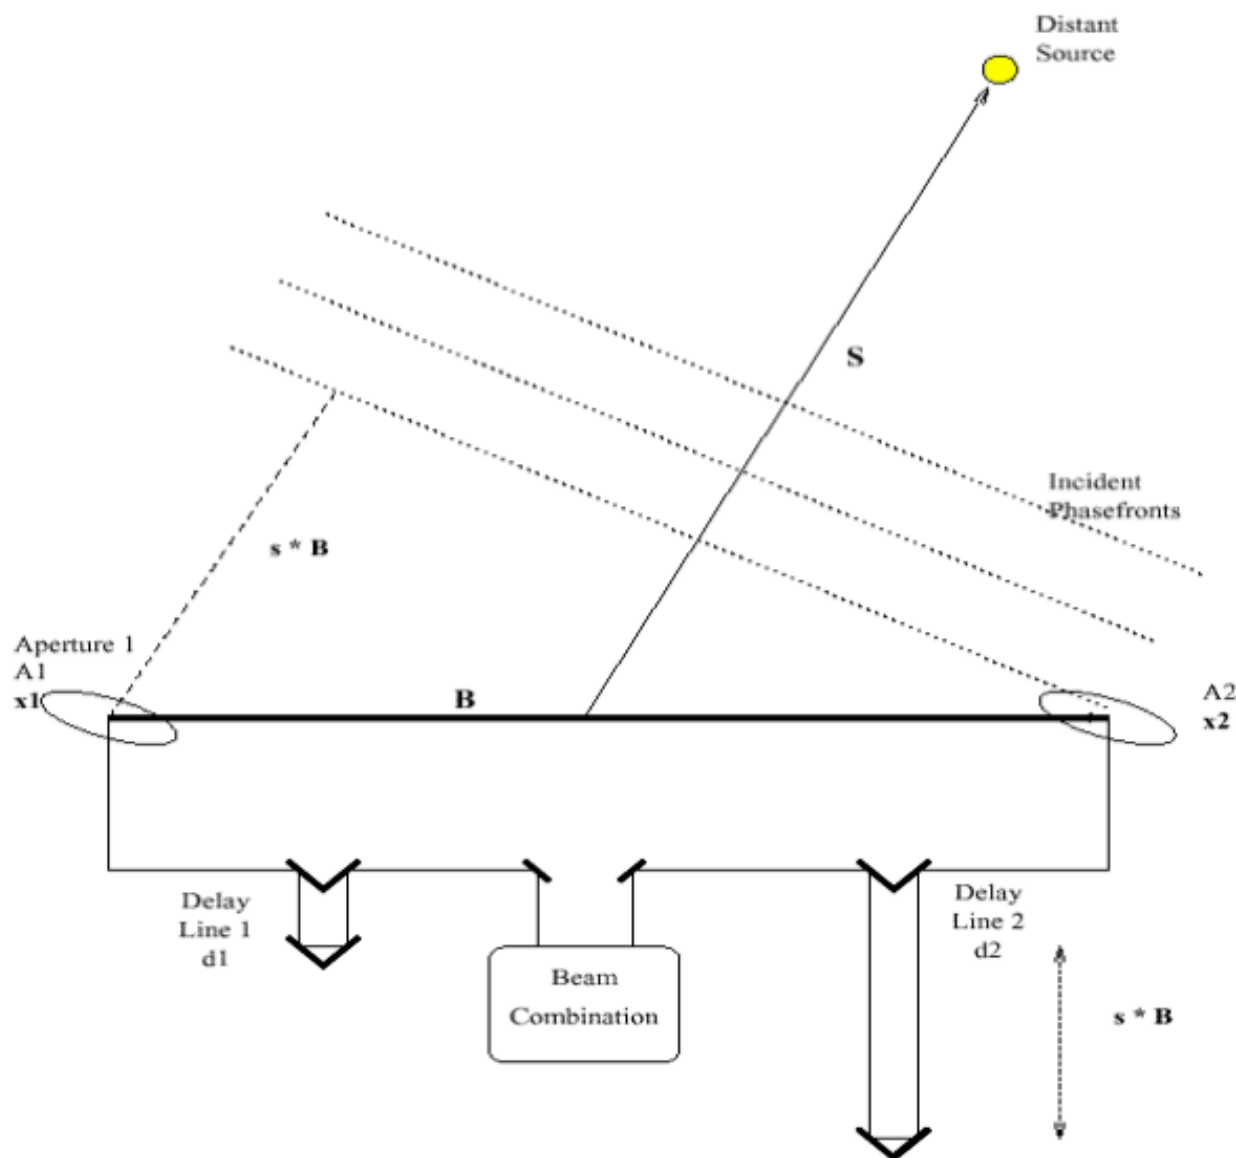 Distant
Source
S
Incident
Phasefronts
s * B
Aperture 1
A1
x1
B
A2
x2
Delay
Line 1
d1
Delay
Line 2
d2
Beam
Combination
s * B